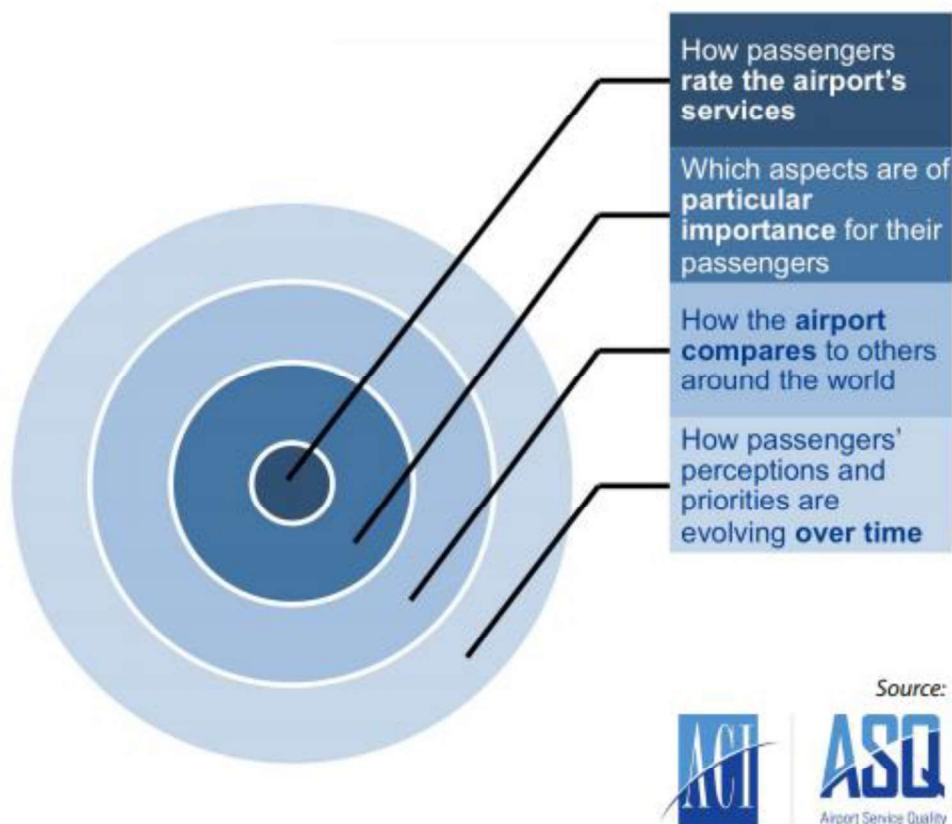 How passengers
rate the airport's
services
Which aspects are of
particular
importance for their
passengers
How the airport
compares to others
around the world
How passengers'
perceptions and
priorities are
evolving over time
Source:
ACI
ASQ
Airport Service Quality